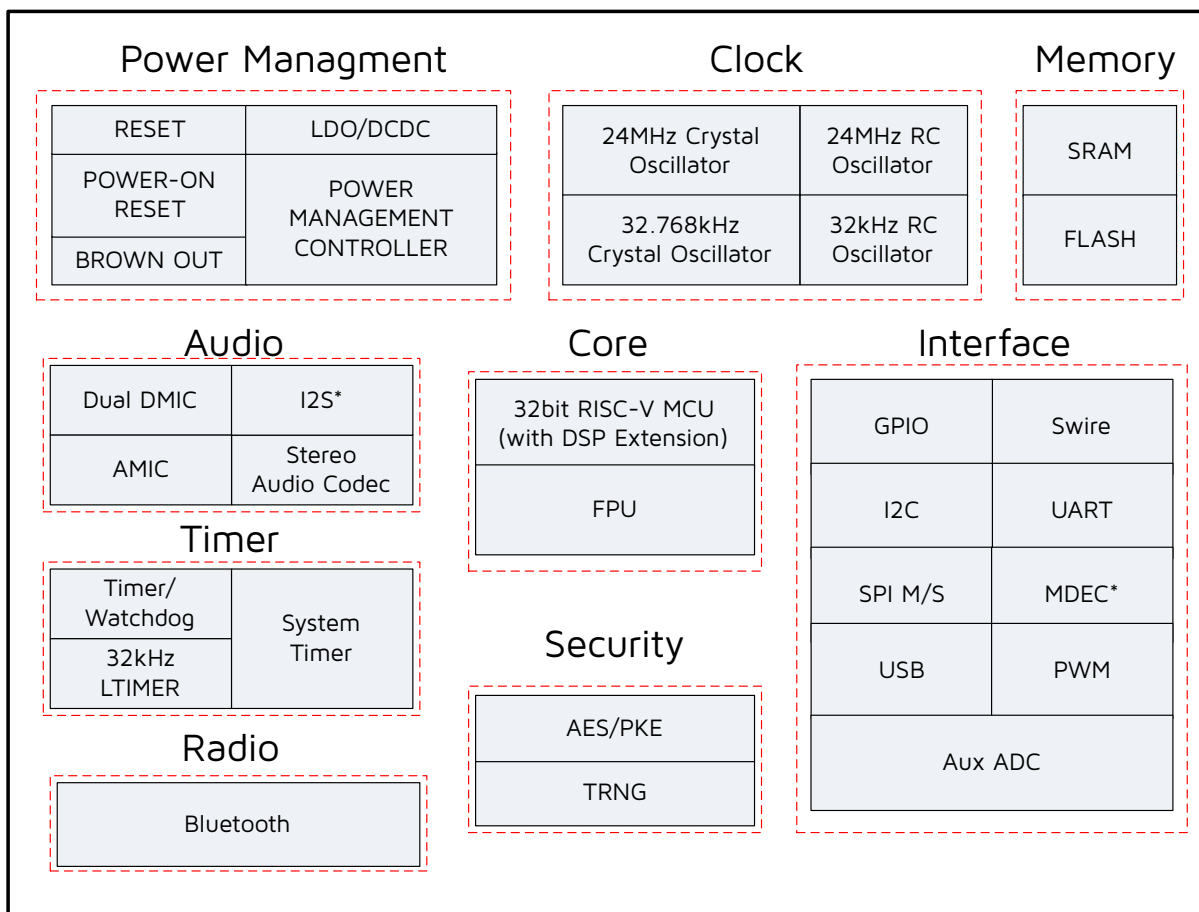 Power Managment
RESET
LDO/DCDC
POWER-ON
RESET
BROWN OUT
POWER
MANAGEMENT
CONTROLLER
Clock
24MHz Crystal
Oscillator
24MHz RC
Oscillator
32.768kHz
Crystal Oscillator
32kHz RC
Oscillator
Memory
SRAM
FLASH
Audio
Dual DMIC
I2S*
AMIC
Stereo
Audio Codec
Core
32bit RISC-V MCU
(with DSP Extension)
FPU
Interface
GPIO
Swire
I2C
UART
SPI M/S
MDEC*
USB
PWM
Aux ADC
Timer
Timer/
Watchdog
32kHz
LTIMER
System
Timer
Security
AES/PKE
TRNG
Radio
Bluetooth